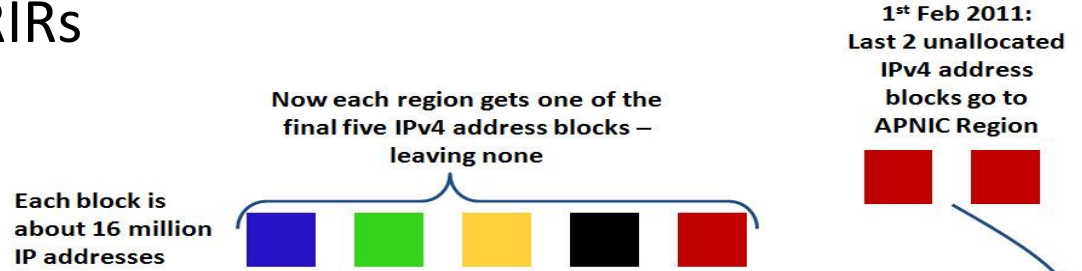 RIRs
1st Feb 2011:
Last 2 unallocated
IPv4 address
blocks go to
APNIC Region
Now each region gets one of the
final five IPv4 address blocks –
leaving none
Each block is
about 16 million
IP addresses